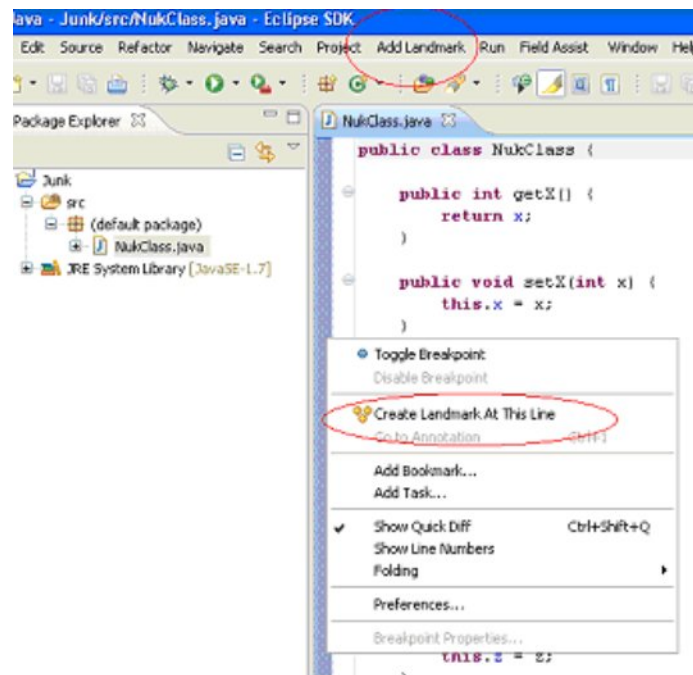 Java - Junk/src/NukClass.java - Eclipse SDK
Edit Source Refactor Navigate Search Project Add Landmark Run Field Assist Window Hel
Package Explorer
NukClass.java
Junk
src
(default package)
NukClass.java
JRE System Library [JavaSE-1.7]
public class NukClass {
public int getX() {
return x;
}
public void setX(int x) {
this.x = x;
}
Toggle Breakpoint
Disable Breakpoint
Create Landmark At This Line
Go to Annotation Ctrl+1
Add Bookmark...
Add Task...
Show Quick Diff Ctrl+Shift+Q
Show Line Numbers
Folding
Preferences...
Breakpoint Properties...
this.z = z;